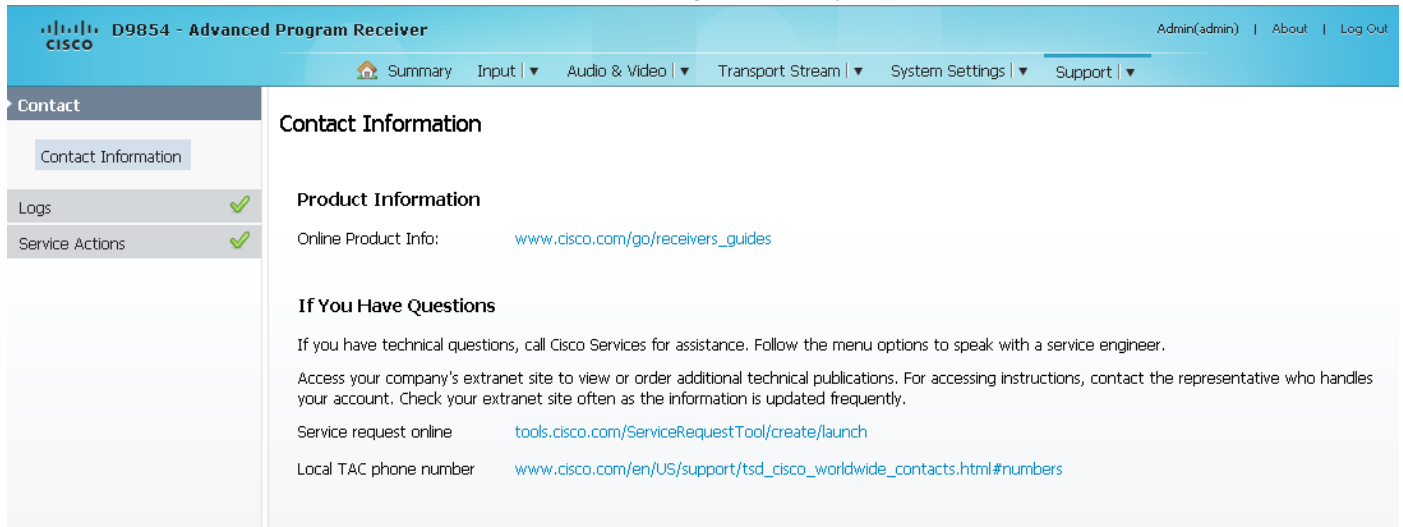 CISCO D9854 - Advanced Program Receiver
Admin(admin) | About | Log Out
Summary Input | ▼ Audio & Video | ▼ Transport Stream | ▼ System Settings | ▼ Support | ▼
Contact
Contact Information
Logs
Service Actions
Contact Information
Product Information
Online Product Info: www.cisco.com/go/receivers_guides
If You Have Questions
If you have technical questions, call Cisco Services for assistance. Follow the menu options to speak with a service engineer.
Access your company's extranet site to view or order additional technical publications. For accessing instructions, contact the representative who handles
your account. Check your extranet site often as the information is updated frequently.
Service request online tools.cisco.com/ServiceRequestTool/create/launch
Local TAC phone number www.cisco.com/en/US/support/tsd_cisco_worldwide_contacts.html#numbers